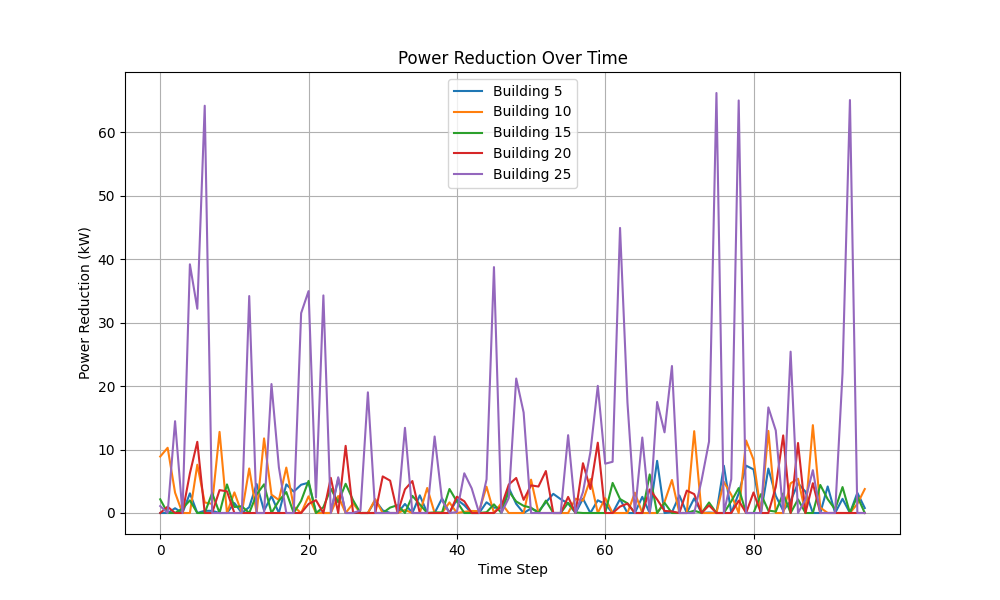 Power Reduction Over Time
Building 5
Building 10
Building 15
Building 20
Building 25
Power Reduction (kW)
60
50
40
30
20
10
0
0 20 40 60 80
Time Step